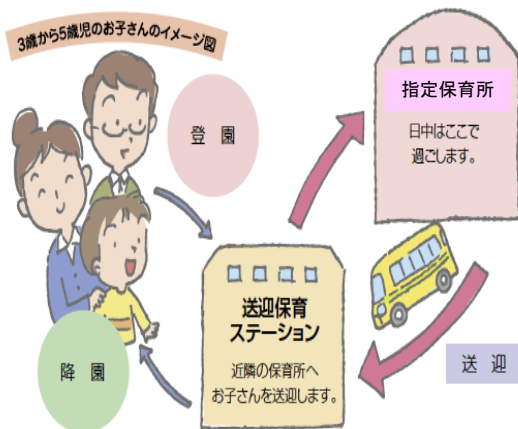 3歳から5歳児のお子さんのイメージ図
登 園
指定保育所
日中はここで
過ごします。
送迎保育
ステーション
近隣の保育所へ
お子さんを送迎します。
送 迎
降 園